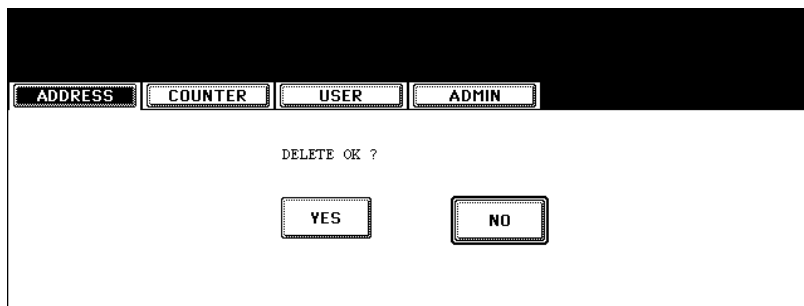 ADDRESS COUNTER USER ADMIN
DELETE OK ?
YES NO